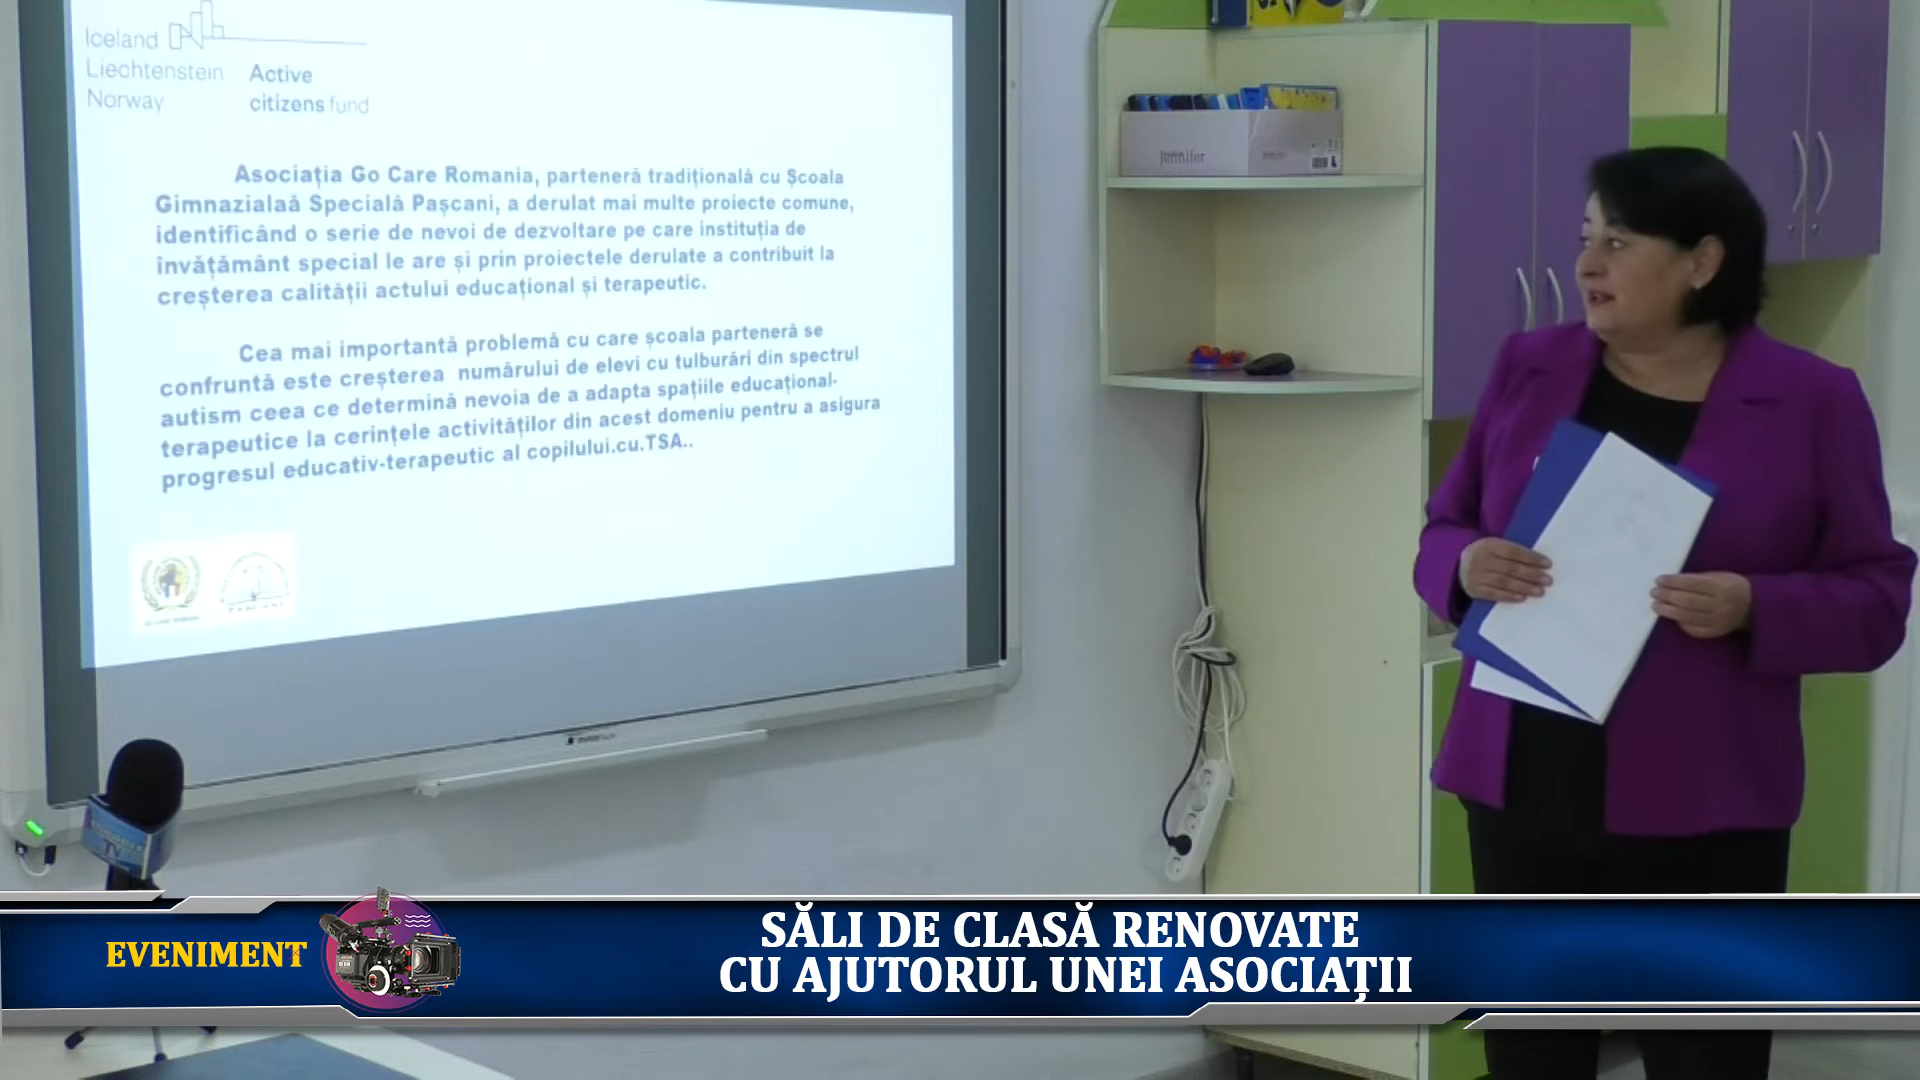 Iceland
Liechtenstein
Norway
Active
citizens fund
Asociația Go Care Romania, parteneră tradițională cu Școala
Gimnazialaă Specială Pașcani, a derulat mai multe proiecte comune,
identificând o serie de nevoi de dezvoltare pe care instituția de
învățământ special le are și prin proiectele derulate a contribuit la
creșterea calității actului educațional și terapeutic.
Cea mai importantă problemă cu care școala parteneră se
confruntă este creșterea numărului de elevi cu tulburări din spectrul
autism ceea ce determină nevoia de a adapta spațiile educațional-
terapeutice la cerințele activităților din acest domeniu pentru a asigura
progresul educativ-terapeutic al copilului.cu.TSA..
Jennifer
TV
EVENIMENT
SĂLI DE CLASĂ RENOVATE
CU AJUTORUL UNEI ASOCIAȚII